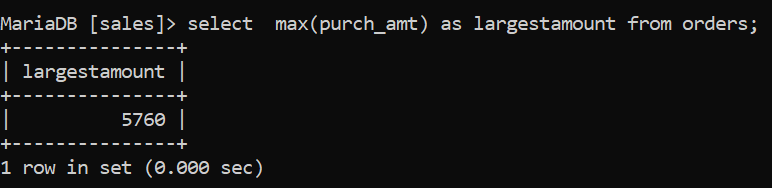 MariaDB [sales]> select  max(purch_amt) as largestamount from orders;
+---------------+
| largestamount |
+---------------+
|          5760 |
+---------------+
1 row in set (0.000 sec)